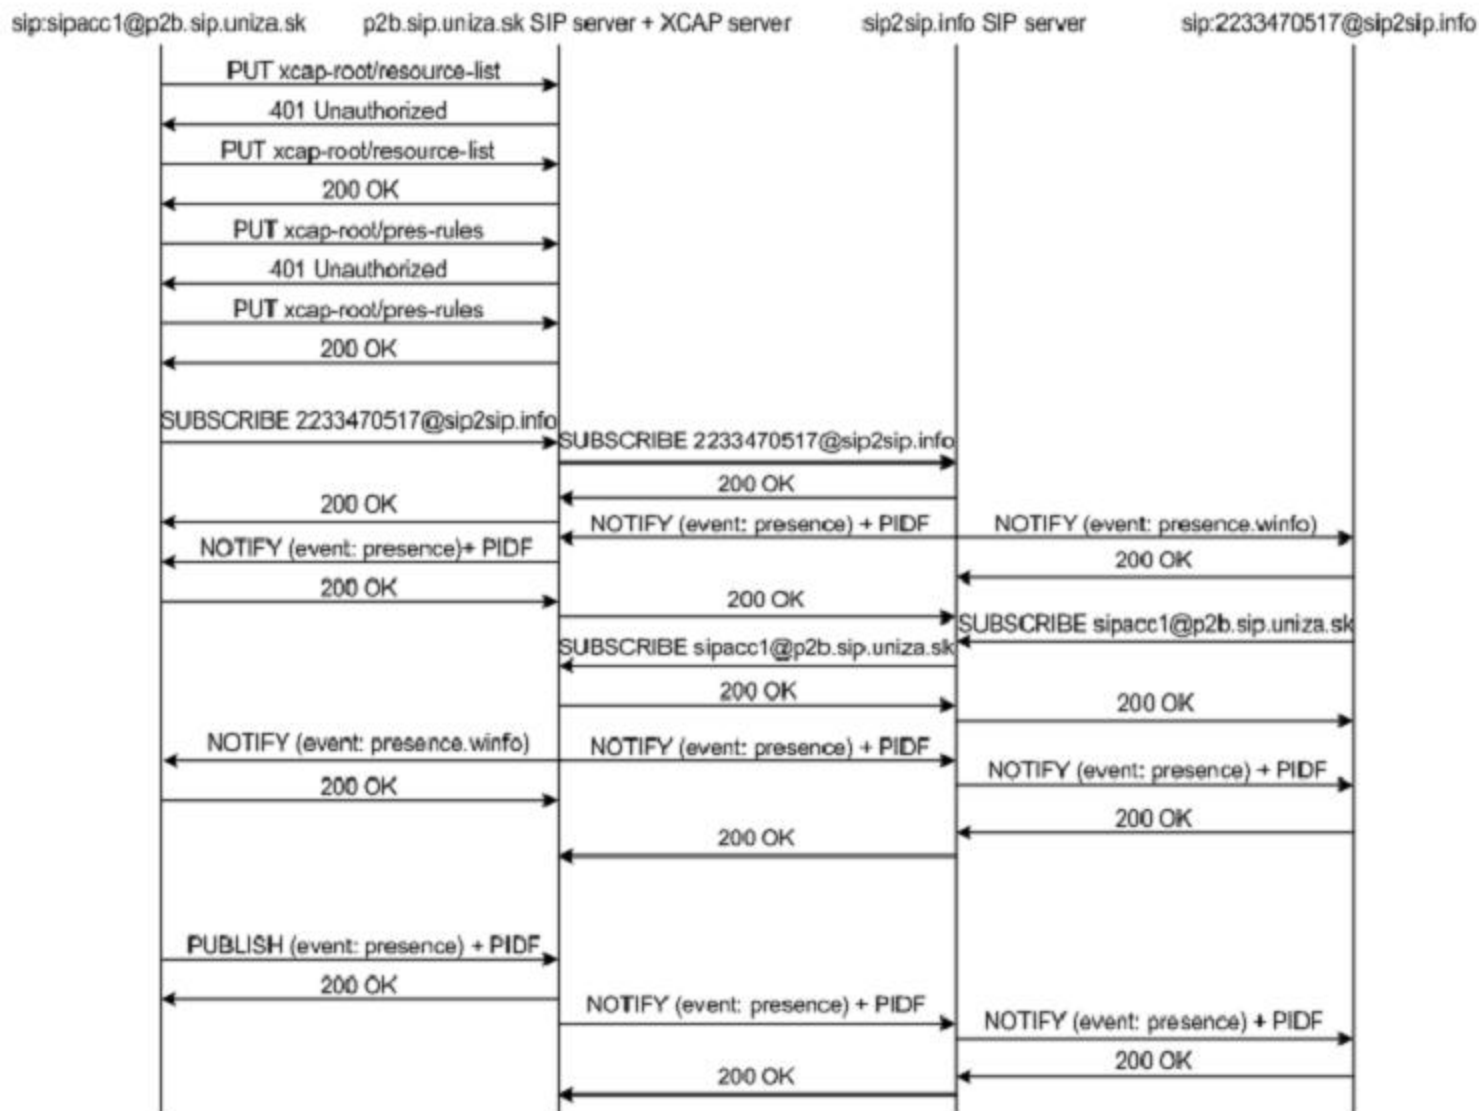 sip:sipacc1@p2b.sip.uniza.sk p2b.sip.uniza.sk SIP server + XCAP server sip2sip.info SIP server sip:2233470517@sip2sip.info
PUT xcap-root/resource-list
401 Unauthorized
PUT xcap-root/resource-list
200 OK
PUT xcap-root/pres-rules
401 Unauthorized
PUT xcap-root/pres-rules
200 OK
SUBSCRIBE 2233470517@sip2sip.info
SUBSCRIBE 2233470517@sip2sip.info
200 OK
200 OK
NOTIFY (event: presence) + PIDF NOTIFY (event: presence.winfo)
NOTIFY (event: presence)+ PIDF
200 OK
200 OK
200 OK
SUBSCRIBE sipacc1@p2b.sip.uniza.sk
SUBSCRIBE sipacc1@p2b.sip.uniza.sk
200 OK
200 OK
NOTIFY (event: presence.winfo) NOTIFY (event: presence) + PIDF
NOTIFY (event: presence) + PIDF
200 OK
200 OK
200 OK
PUBLISH (event: presence) + PIDF
200 OK
NOTIFY (event: presence) + PIDF
NOTIFY (event: presence) + PIDF
200 OK
200 OK